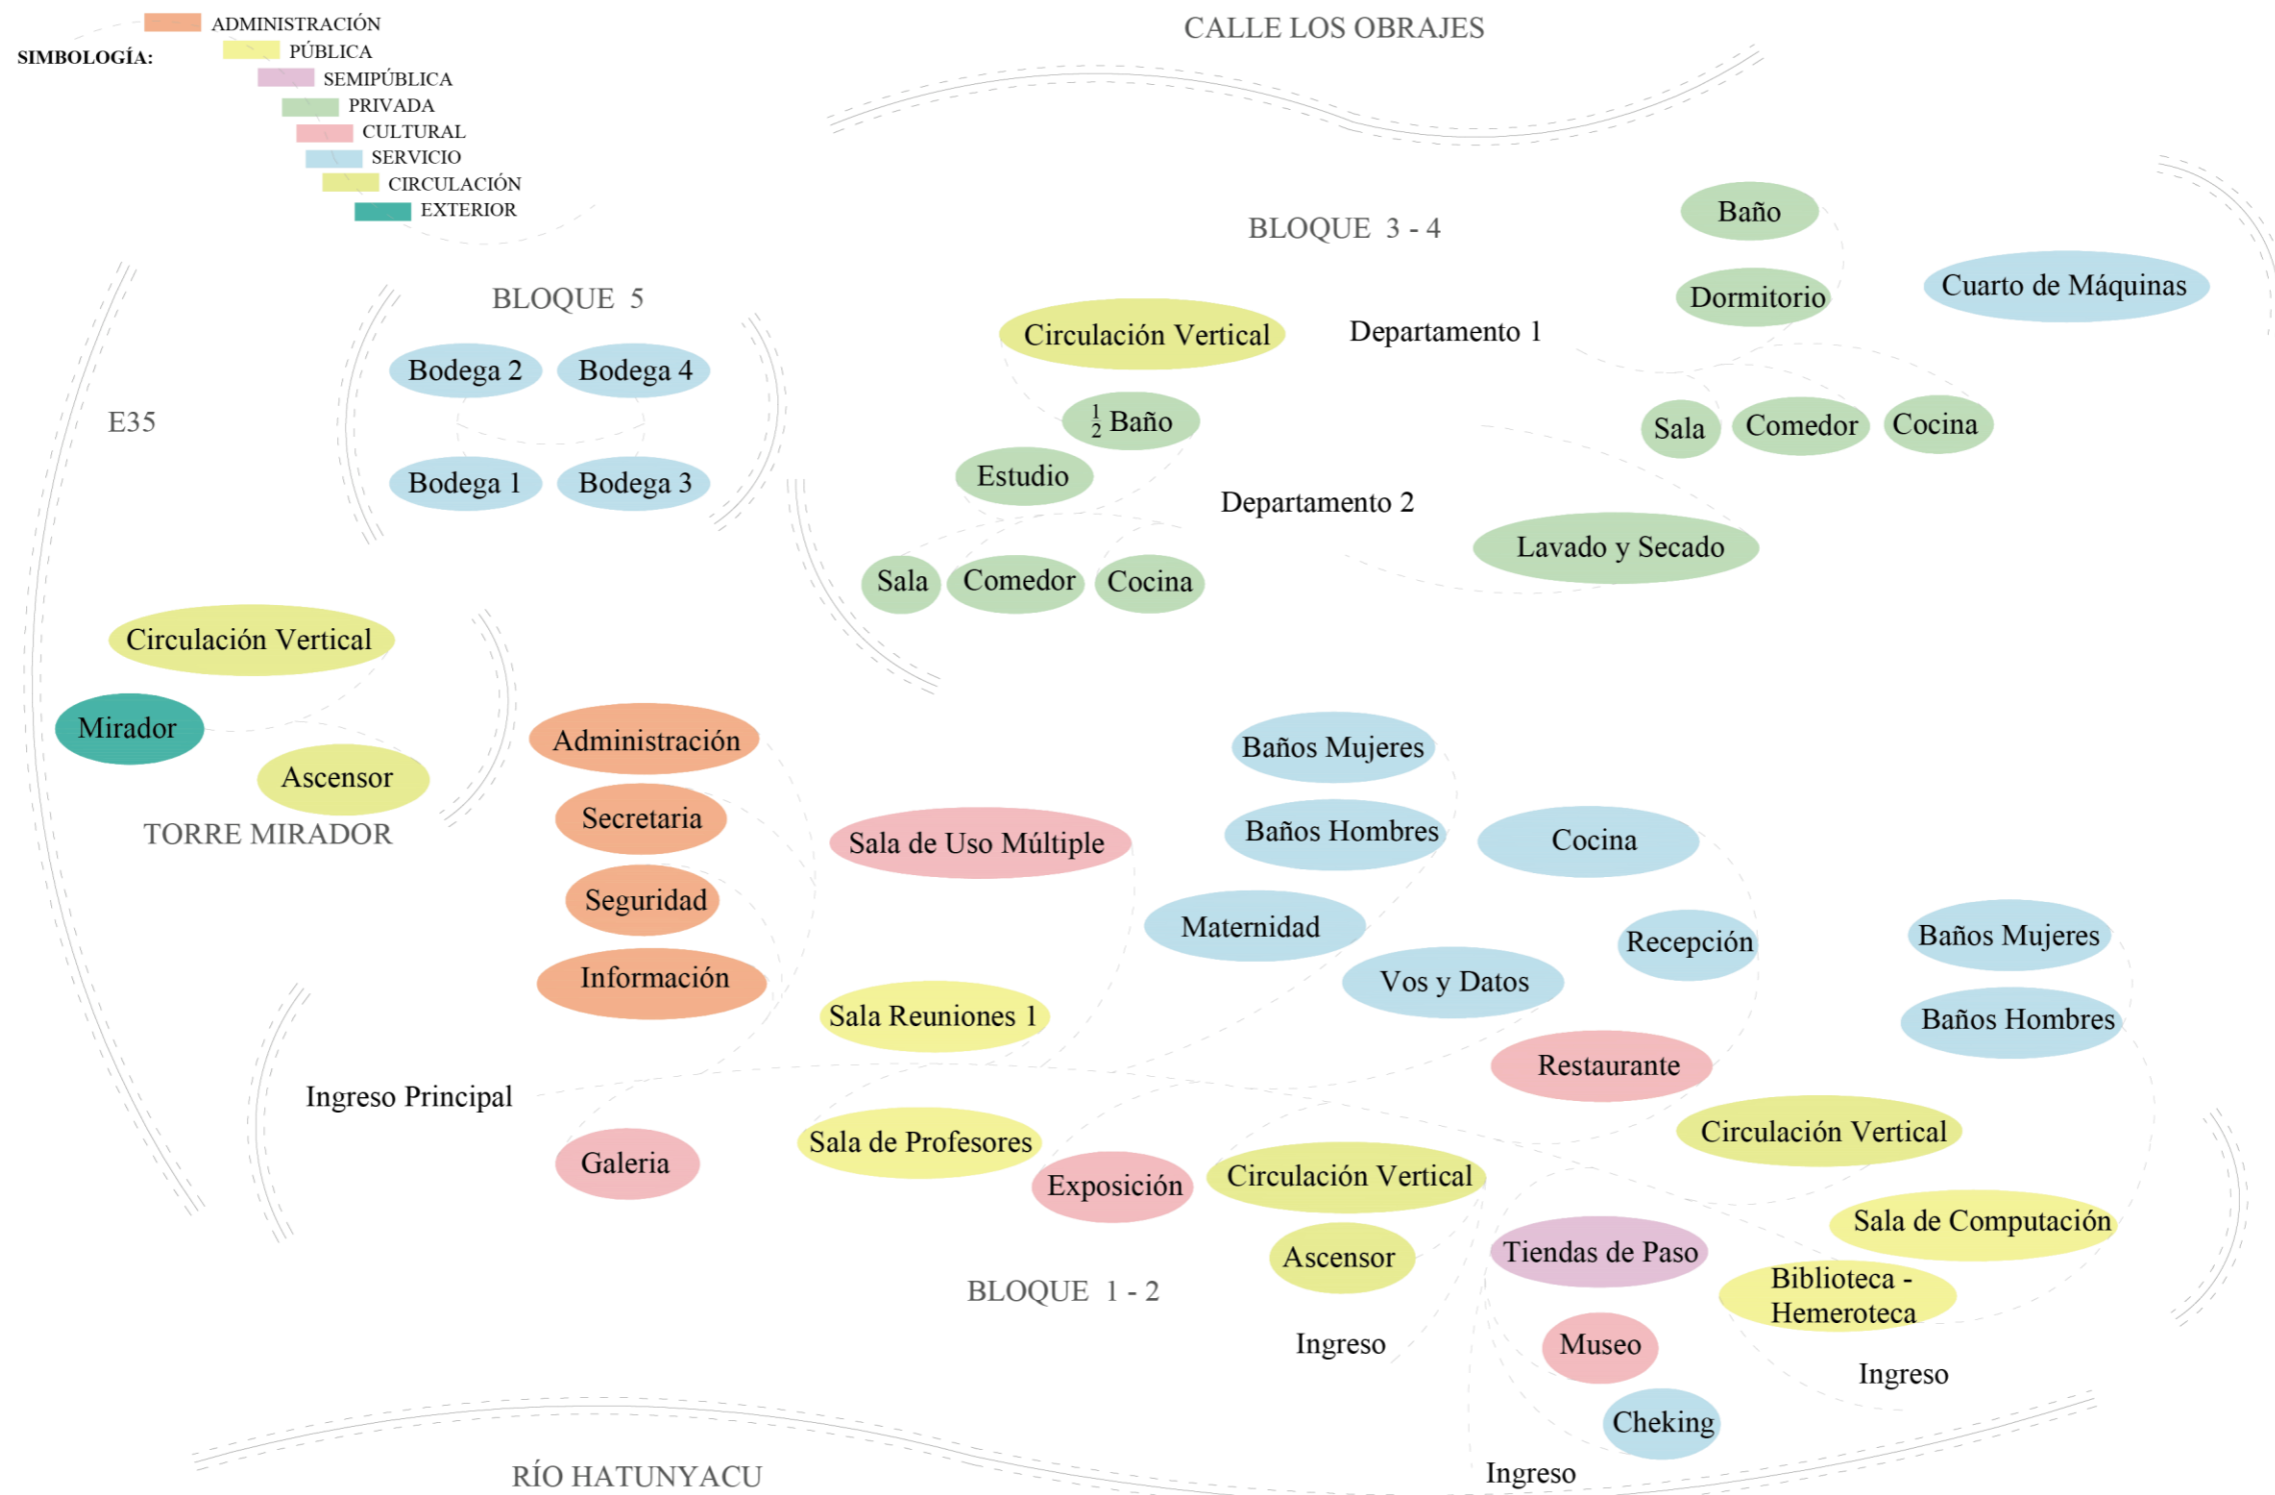 SIMBOLOGÍA:
ADMINISTRACIÓN
PÚBLICA
SEMIPÚBLICA
PRIVADA
CULTURAL
SERVICIO
CIRCULACIÓN
EXTERIOR
CALLE LOS OBRAJES
BLOQUE 3 - 4
Baño
Dormitorio
Cuarto de Máquinas
Circulación Vertical
Departamento 1
½ Baño
Sala
Comedor
Cocina
Estudio
Departamento 2
Lavado y Secado
Sala
Comedor
Cocina
BLOQUE 5
Bodega 2
Bodega 4
Bodega 1
Bodega 3
E35
Circulación Vertical
Mirador
Ascensor
TORRE MIRADOR
Administración
Secretaria
Seguridad
Información
Sala de Uso Múltiple
Baños Mujeres
Baños Hombres
Cocina
Maternidad
Recepción
Vos y Datos
Baños Mujeres
Baños Hombres
Sala Reuniones 1
Restaurante
Ingreso Principal
Galeria
Sala de Profesores
Exposición
Circulación Vertical
Circulación Vertical
Ascensor
Tiendas de Paso
Sala de Computación
Biblioteca -
Hemeroteca
BLOQUE 1 - 2
Ingreso
Museo
Ingreso
Cheking
Ingreso
RÍO HATUNYACU